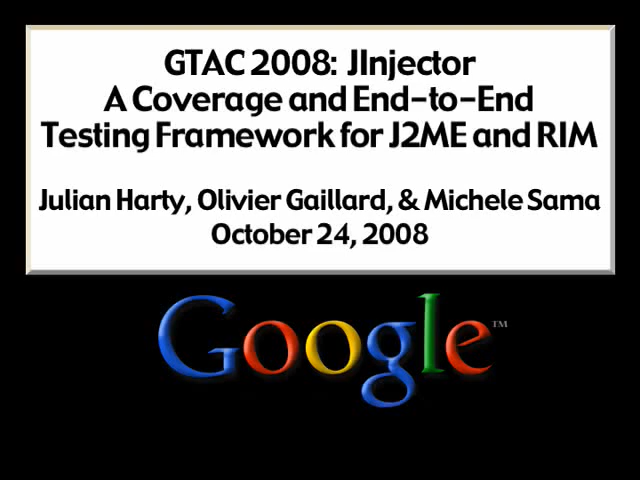 GTAC 2008: JInjector
A Coverage and End-to-End
Testing Framework for J2ME and RIM
Julian Harty, Olivier Gaillard, & Michele Sama
October 24, 2008
Google™